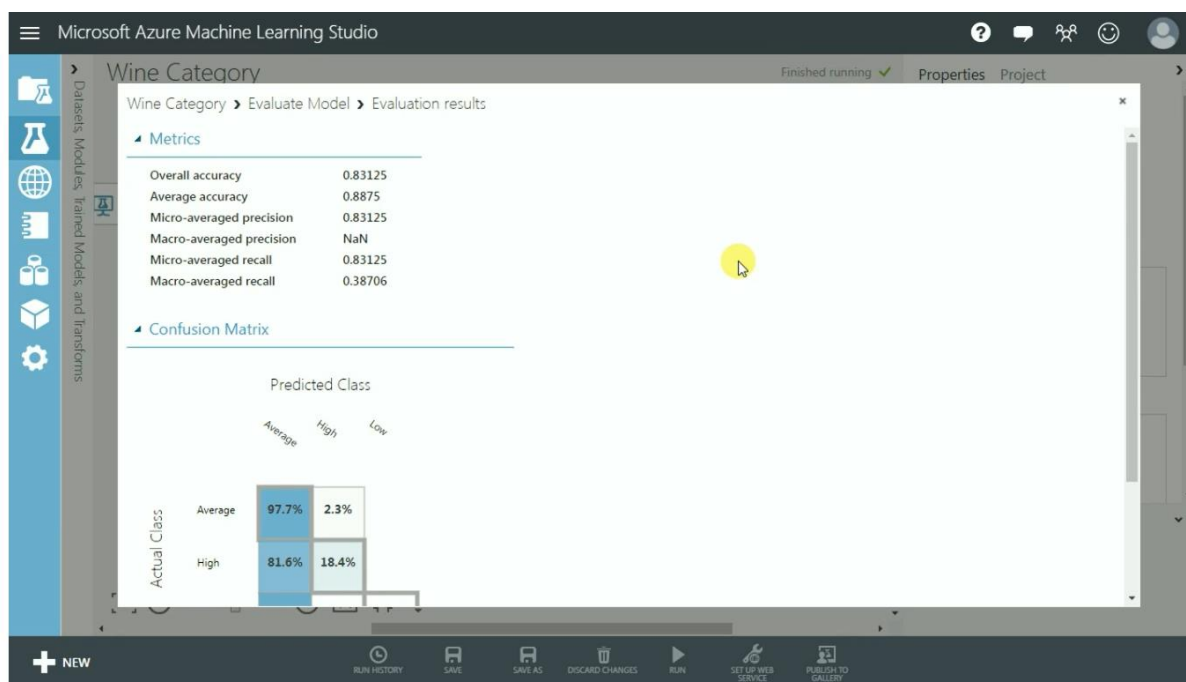 Microsoft Azure Machine Learning Studio
Wine Category
Finished running
Properties Project
Datasets, Modules, Trained Models, and Transforms
Wine Category > Evaluate Model > Evaluation results
Metrics
Overall accuracy 0.83125
Average accuracy 0.8875
Micro-averaged precision 0.83125
Macro-averaged precision NaN
Micro-averaged recall 0.83125
Macro-averaged recall 0.38706
Confusion Matrix
Predicted Class
Average High Low
Actual Class
Average 97.7% 2.3%
High 81.6% 18.4%
NEW
RUN HISTORY
SAVE
SAVE AS
DISCARD CHANGES
RUN
SET UP WEB
SERVICE
PUBLISH TO
GALLERY